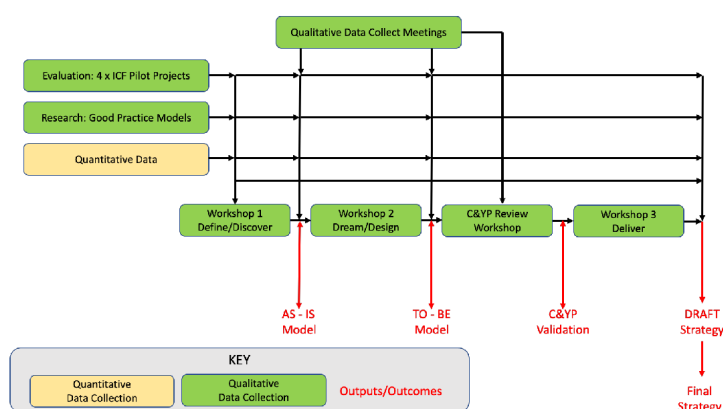 Qualitative Data Collect Meetings
Evaluation: 4 x ICF Pilot Projects
Research: Good Practice Models
Quantitative Data
Workshop 1
Define/Discover
Workshop 2
Dream/Design
C&YP Review
Workshop
Workshop 3
Deliver
AS - IS
Model
TO - BE
Model
C&YP
Validation
DRAFT
Strategy
KEY
Quantitative
Data Collection
Qualitative
Data Collection
Outputs/Outcomes
Final
Strategy